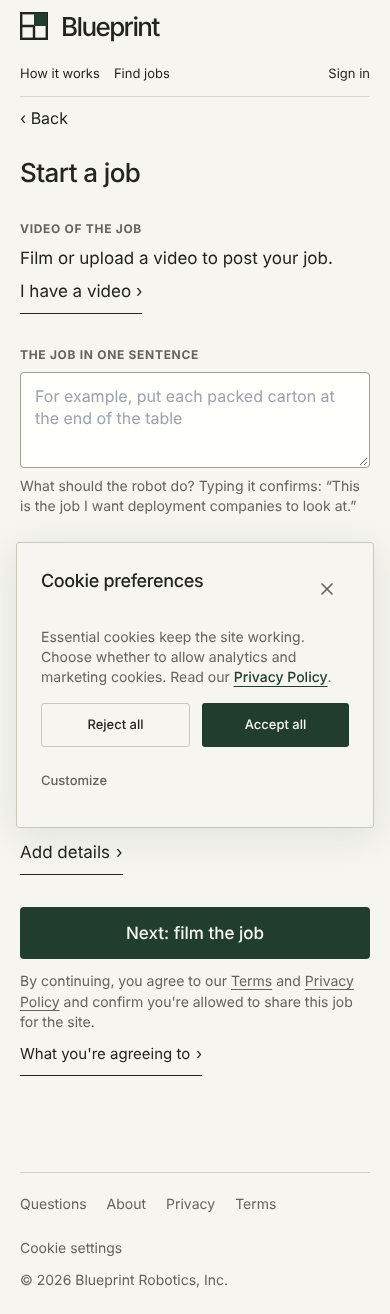 Blueprint
How it works Find jobs Sign in
‹ Back
Start a job
VIDEO OF THE JOB
Film or upload a video to post your job.
I have a video ›
THE JOB IN ONE SENTENCE
For example, put each packed carton at
the end of the table
What should the robot do? Typing it confirms: “This
is the job I want deployment companies to look at.”
Cookie preferences
Essential cookies keep the site working.
Choose whether to allow analytics and
marketing cookies. Read our Privacy Policy.
Reject all Accept all
Customize
Add details ›
Next: film the job
By continuing, you agree to our Terms and Privacy
Policy and confirm you're allowed to share this job
for the site.
What you're agreeing to ›
Questions About Privacy Terms
Cookie settings
© 2026 Blueprint Robotics, Inc.